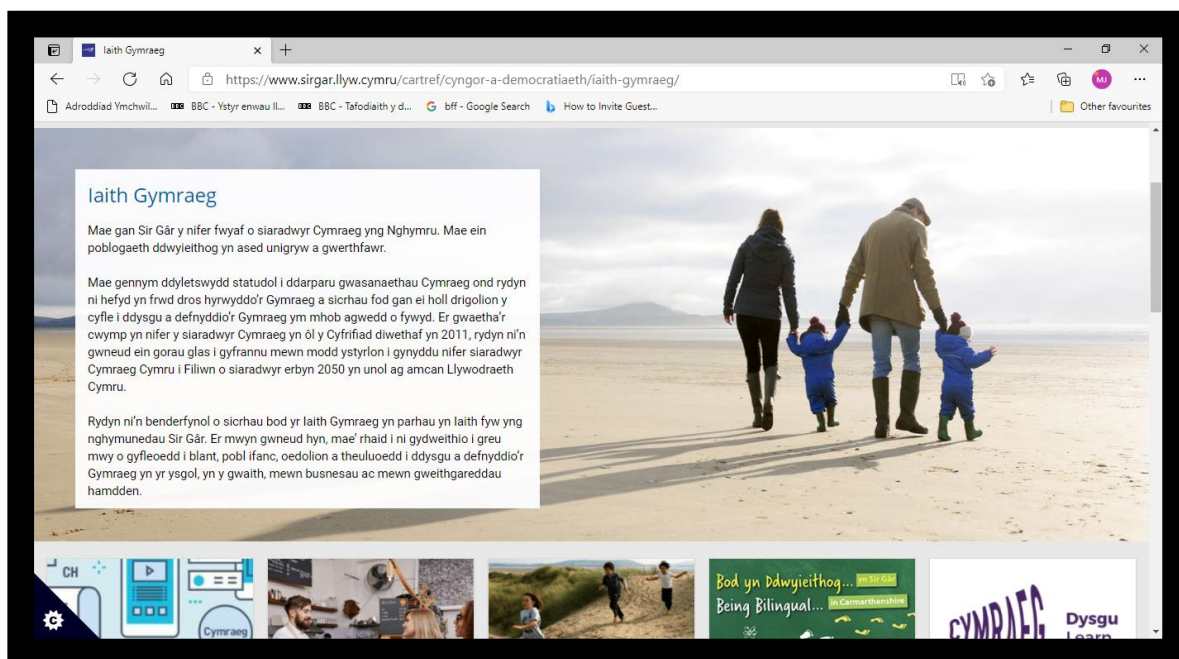 Iaith Gymraeg
https://www.sirgar.llyw.cymru/cartref/cyngor-a-democratiaeth/iaith-gymraeg/
MJ
Adroddiad Ymchwil...
BBC - Ystyr enwau ll...
BBC - Tafodiaith y d...
bff - Google Search
How to Invite Guest...
Other favourites
Iaith Gymraeg
Mae gan Sir Gâr y nifer fwyaf o siaradwyr Cymraeg yng Nghymru. Mae ein
poblogaeth ddwyieithog yn ased unigryw a gwerthfawr.
Mae gennym ddyletswydd statudol i ddarparu gwasanaethau Cymraeg ond rydyn
ni hefyd yn frwd dros hyrwyddo'r Gymraeg a sicrhau fod gan ei holl drigolion y
cyfle i ddysgu a defnyddio'r Gymraeg ym mhob agwedd o fywyd. Er gwaetha'r
cwymp yn nifer y siaradwyr Cymraeg yn ôl y Cyfrifiad diwethaf yn 2011, rydyn ni'n
gwneud ein gorau glas i gyfrannu mewn modd ystyrlon i gynyddu nifer siaradwyr
Cymraeg Cymru i Filiwn o siaradwyr erbyn 2050 yn unol ag amcan Llywodraeth
Cymru.
Rydyn ni'n benderfynol o sicrhau bod yr Iaith Gymraeg yn parhau yn Iaith fyw yng
nghymunedau Sir Gâr. Er mwyn gwneud hyn, mae' rhaid i ni gydweithio i greu
mwy o gyfleoedd i blant, pobl ifanc, oedolion a theuluoedd i ddysgu a defnyddio'r
Gymraeg yn yr ysgol, yn y gwaith, mewn busnesau ac mewn gweithgareddau
hamdden.
CH
Cymraeg
Bod yn Ddwyieithog... yn Sir Gâr
Being Bilingual... in Carmarthenshire
CYMRAEG
Dysgu
Learn